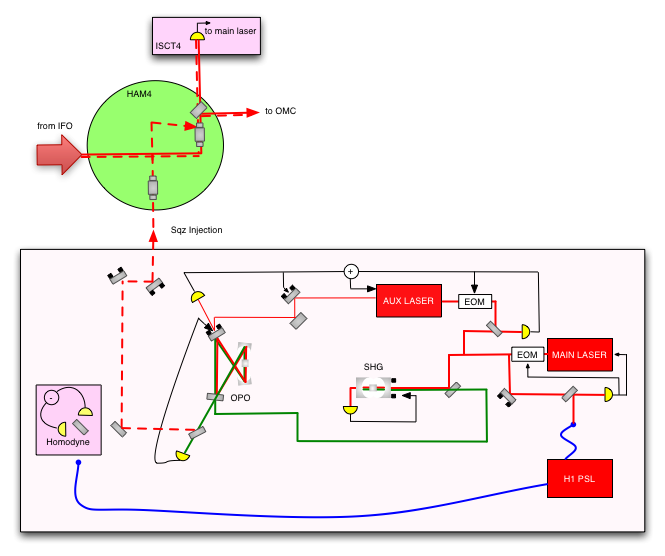 to main laser
ISCT4
HAM4
to OMC
from IFO
Sqz Injection
+
AUX LASER
EOM
EOM
MAIN LASER
SHG
OPO
-
Homodyne
H1 PSL